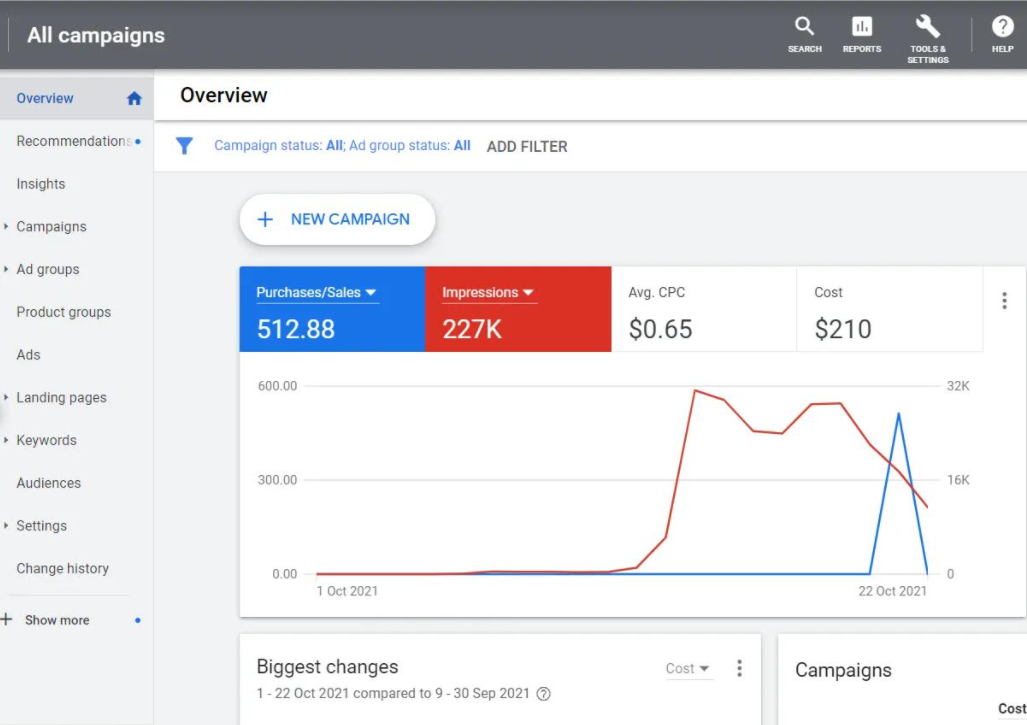 All campaigns
SEARCH
REPORTS
TOOLS &
SETTINGS
HELP
Overview
Recommendations
Insights
Campaigns
Ad groups
Product groups
Ads
Landing pages
Keywords
Audiences
Settings
Change history
Show more
Overview
Campaign status: All; Ad group status: All ADD FILTER
+ NEW CAMPAIGN
Purchases/Sales Impressions Avg. CPC Cost
512.88 227K $0.65 $210
600.00 32K
300.00 16K
0.00 0
1 Oct 2021 22 Oct 2021
Biggest changes Cost
1 - 22 Oct 2021 compared to 9 - 30 Sep 2021
Campaigns
Cost